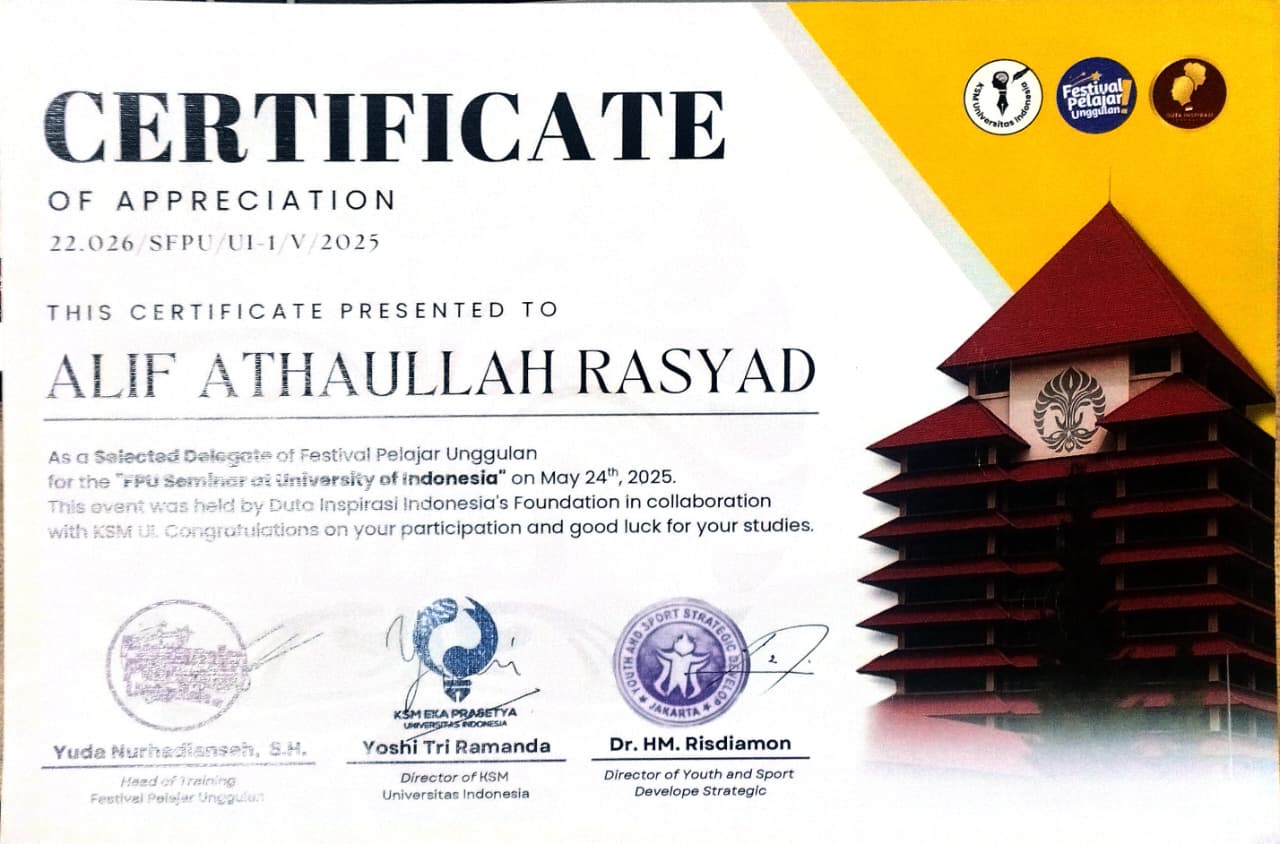 KSM Universitas Indonesia
Festival
Pelajar
Unggulan!
DUTA INSPIRASI
CERTIFICATE
OF APPRECIATION
22.026/SFPU/UI-1/V/2025
THIS CERTIFICATE PRESENTED TO
ALIF ATHAULLAH RASYAD
As a Selected Delegate of Festival Pelajar Unggulan
for the "FPU Seminar at University of Indonesia" on May 24th, 2025.
This event was held by Duta Inspirasi Indonesia's Foundation in collaboration
with KSM UI. Congratulations on your participation and good luck for your studies.
KSM EKA PRASETYA
UNIVERSITAS INDONESIA
YOUTH AND SPORT STRATEGIC DEVELOP
JAKARTA
Yuda Nurhadianseh, S.H.
Head of Training
Festival Pelajar Unggulan
Yoshi Tri Ramanda
Director of KSM
Universitas Indonesia
Dr. HM. Risdiamon
Director of Youth and Sport
Develope Strategic